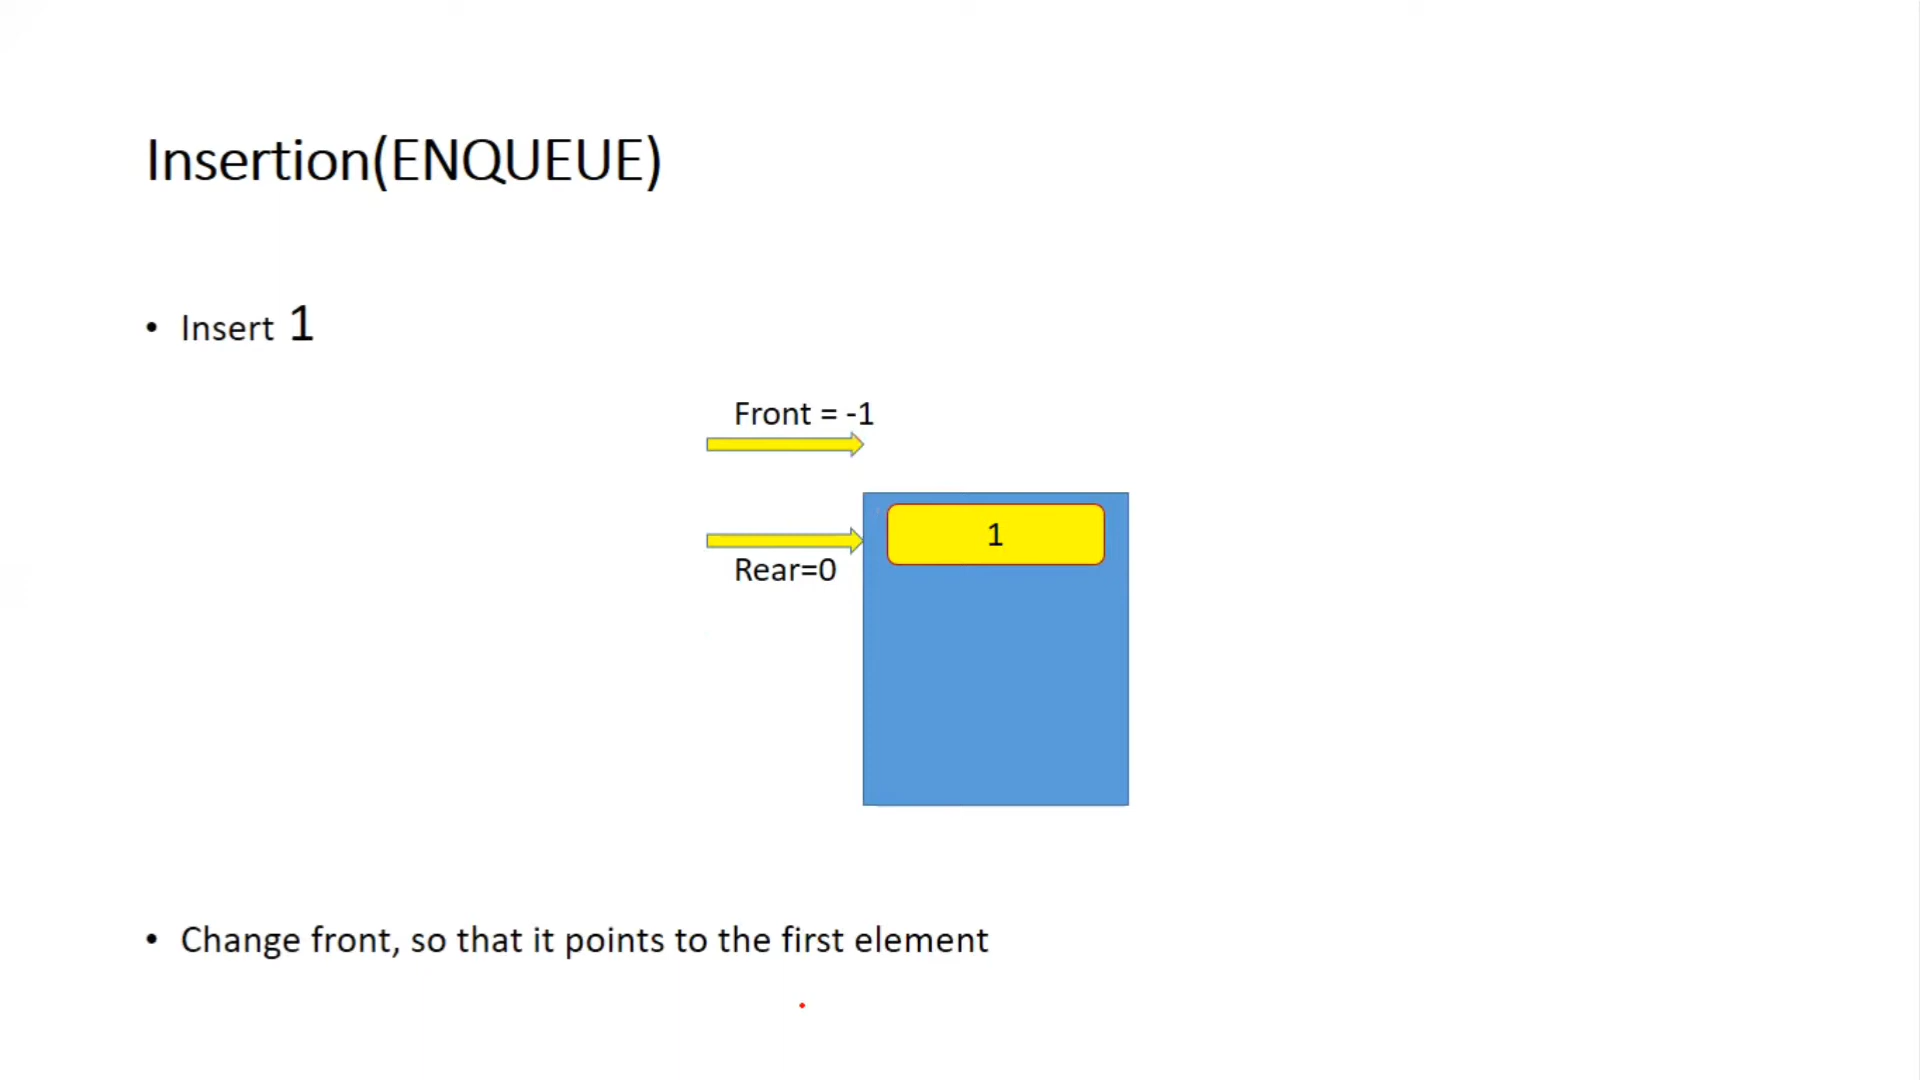 Insertion(ENQUEUE)
• Insert 1
Front = -1
1
Rear=0
• Change front, so that it points to the first element